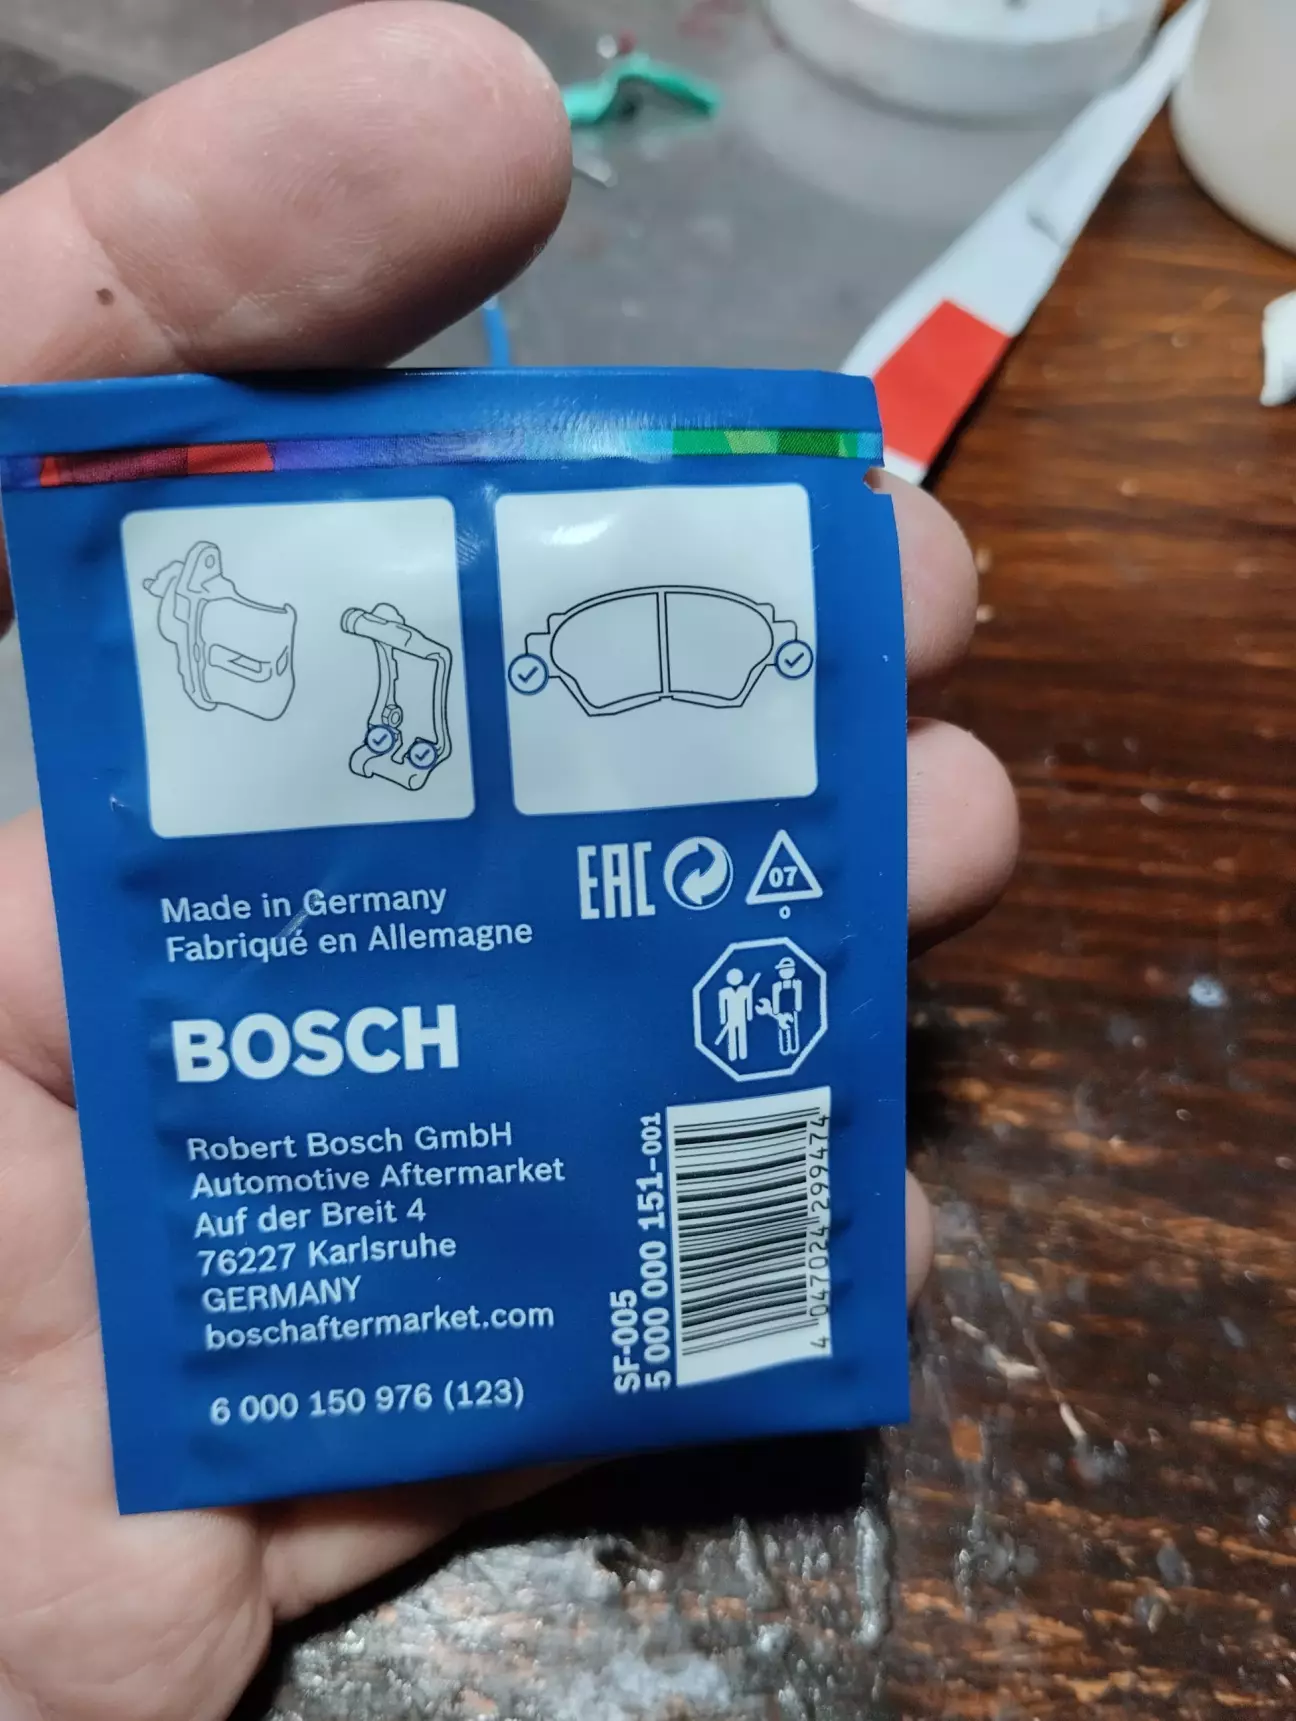 EAC
07
0
Made in Germany
Fabriqué en Allemagne
BOSCH
Robert Bosch GmbH
Automotive Aftermarket
Auf der Breit 4
76227 Karlsruhe
GERMANY
boschaftermarket.com
6 000 150 976 (123)
SF-005
5 000 000 151-001
4 047024 299474